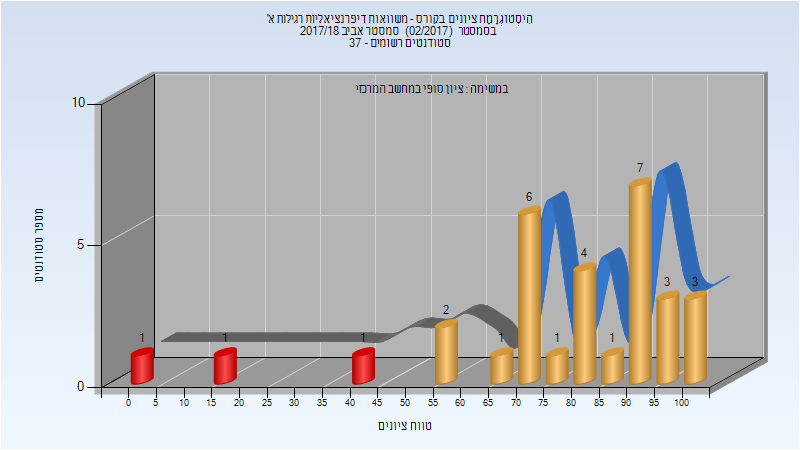 הִיסְטוֹגְרַמַת ציונים בקורס - משוואות דיפרנציאליות רגילות א'
בסמסטר (02/2017) סמסטר אביב 2017/18
סטודנטים רשומים - 37
במשימה : ציון סופי במחשב המרכזי
10
5
0
מספר סטודנטים
1 1 1 2 1 6 1 4 1 7 3 3
0 5 10 15 20 25 30 35 40 45 50 55 60 65 70 75 80 85 90 95 100
טווח ציונים